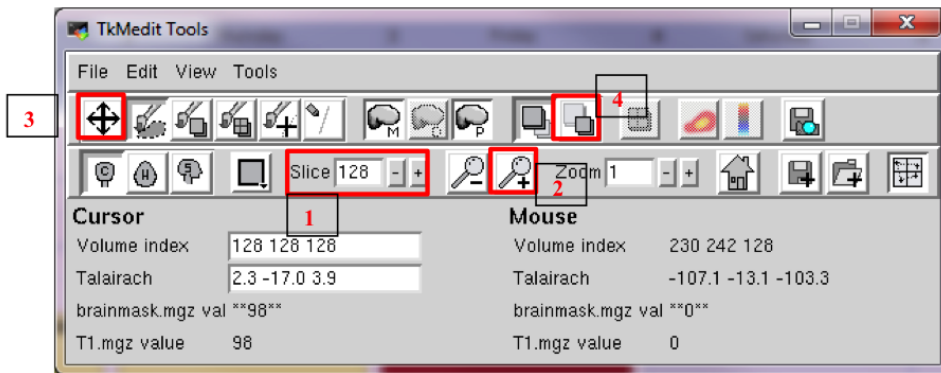 TkMedit Tools
File Edit View Tools
3
4
M
P
C
H
S
Slice 128 - +
Zoom 1 - +
1
2
Cursor
Mouse
Volume index 128 128 128
Volume index 230 242 128
Talairach 2.3 -17.0 3.9
Talairach -107.1 -13.1 -103.3
brainmask.mgz val **98**
brainmask.mgz val **0**
T1.mgz value 98
T1.mgz value 0